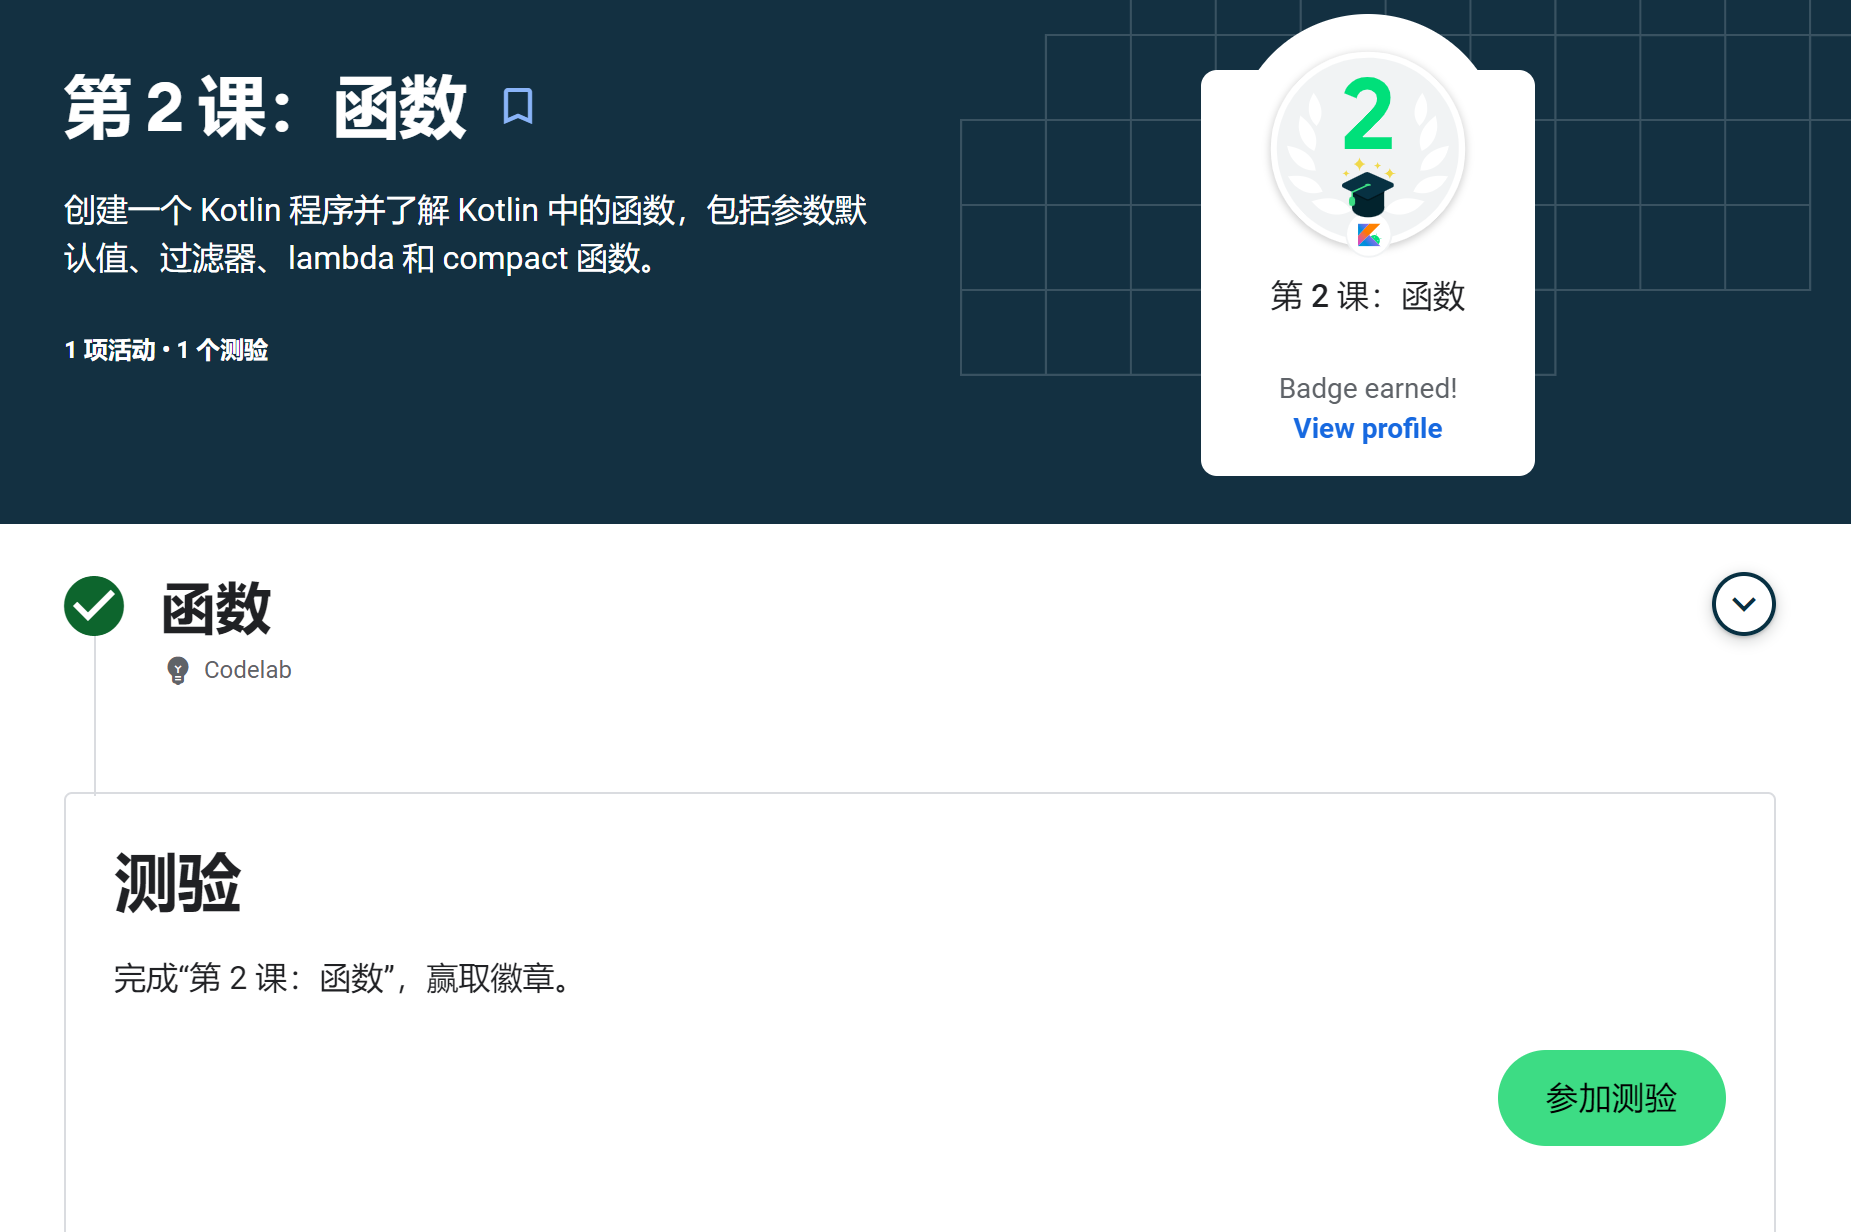 第 2 课：函数
创建一个 Kotlin 程序并了解 Kotlin 中的函数，包括参数默
认值、过滤器、lambda 和 compact 函数。
1 项活动 • 1 个测验
2
第 2 课：函数
Badge earned!
View profile
函数
Codelab
测验
完成“第 2 课：函数”，赢取徽章。
参加测验